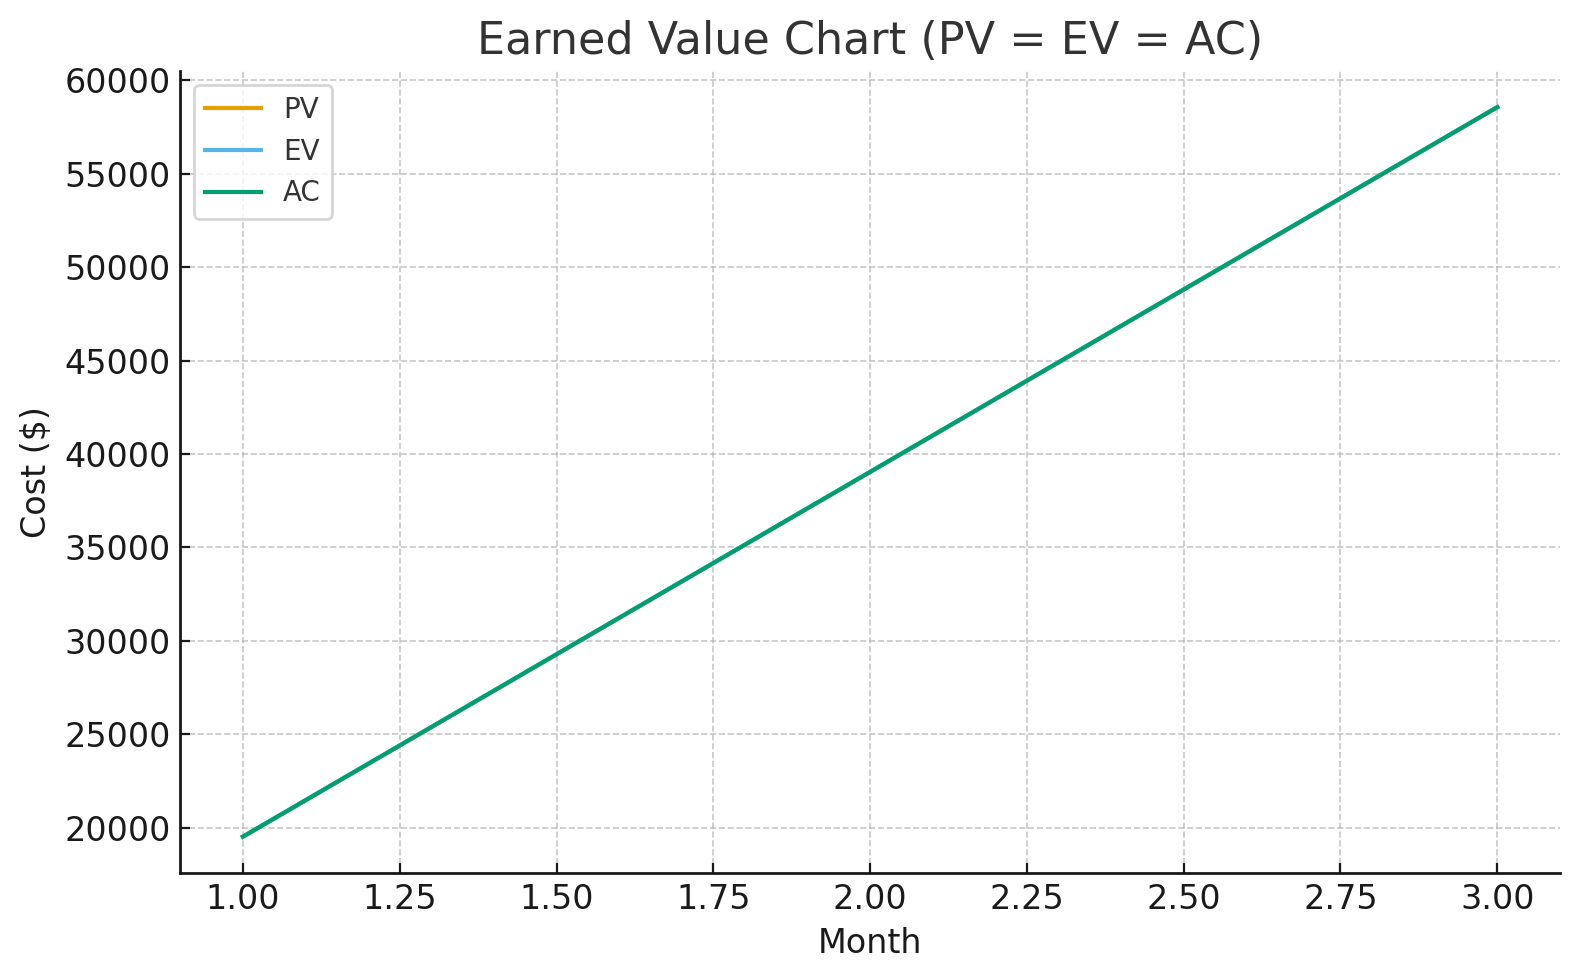 Earned Value Chart (PV = EV = AC)
60000
55000
50000
45000
40000
35000
30000
25000
20000
Cost ($)
PV
EV
AC
1.00 1.25 1.50 1.75 2.00 2.25 2.50 2.75 3.00
Month